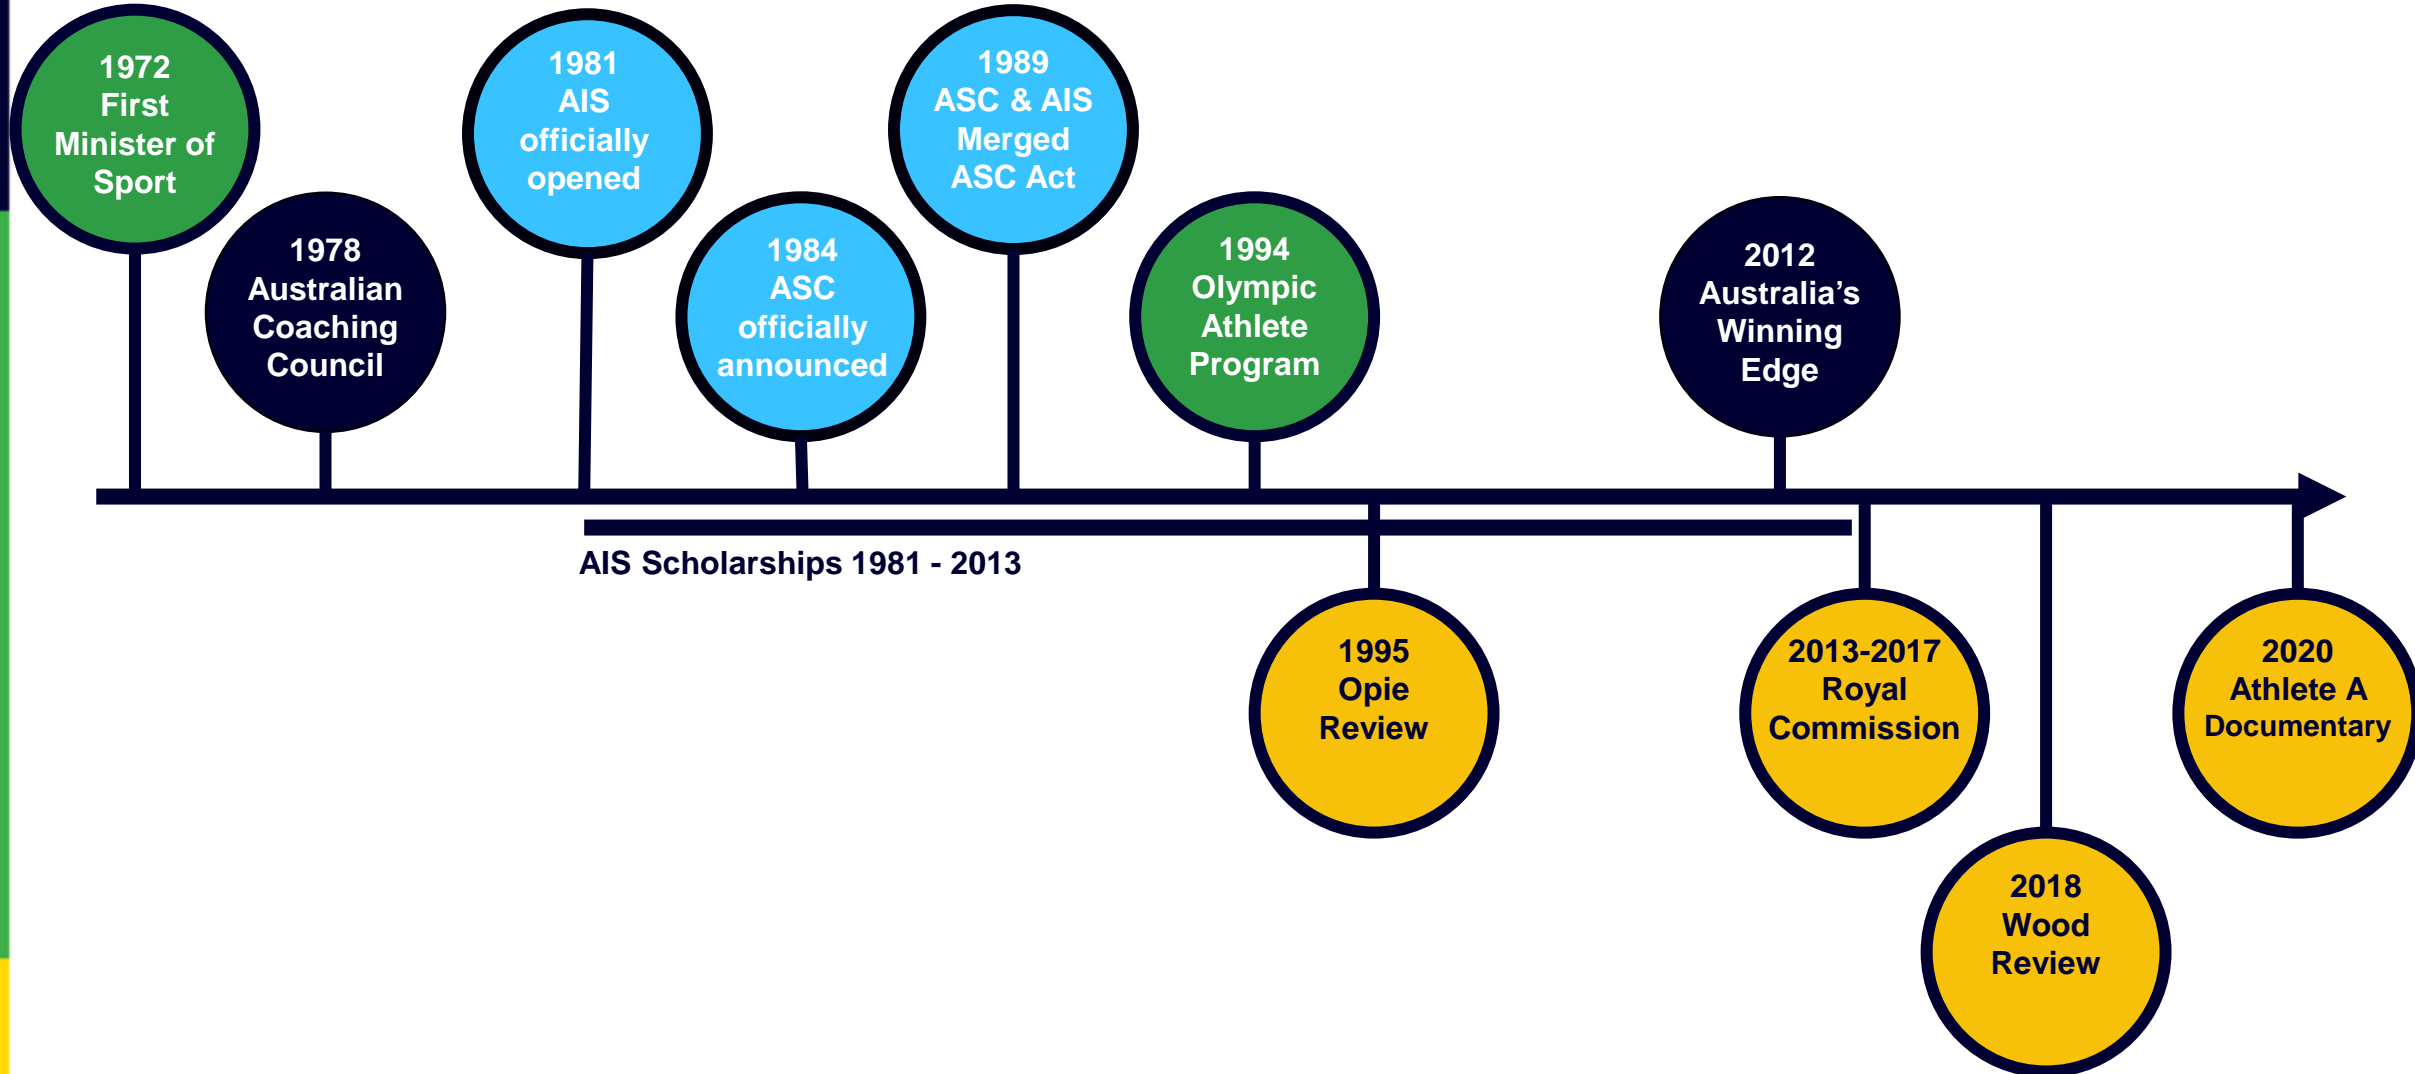 1972
First
Minister of
Sport
1978
Australian
Coaching
Council
1981
AIS
officially
opened
1984
ASC
officially
announced
1989
ASC & AIS
Merged
ASC Act
1994
Olympic
Athlete
Program
2012
Australia’s
Winning
Edge
AIS Scholarships 1981 - 2013
1995
Opie
Review
2013-2017
Royal
Commission
2018
Wood
Review
2020
Athlete A
Documentary